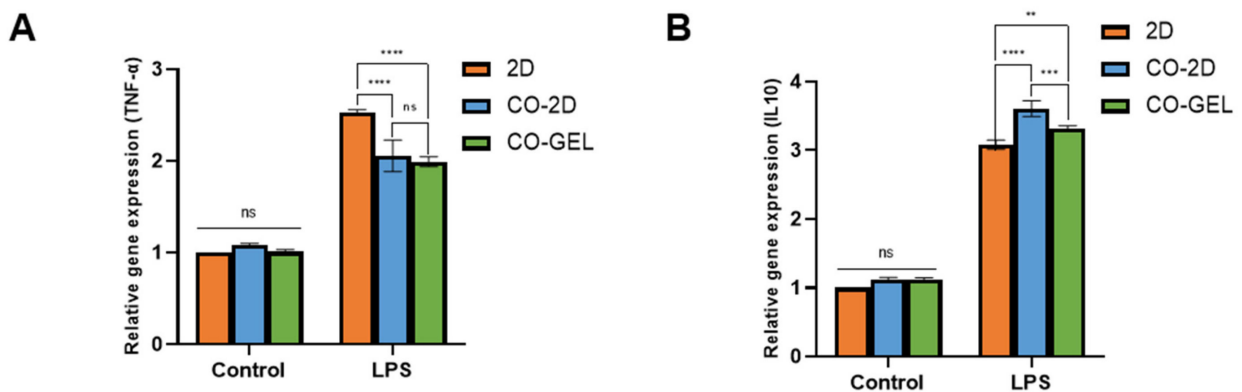 A
Relative gene expression (TNF-α)
3
2
1
0
ns
****
****
ns
Control
LPS
2D
CO-2D
CO-GEL
B
Relative gene expression (IL10)
4
3
2
1
0
ns
**
****
***
Control
LPS
2D
CO-2D
CO-GEL